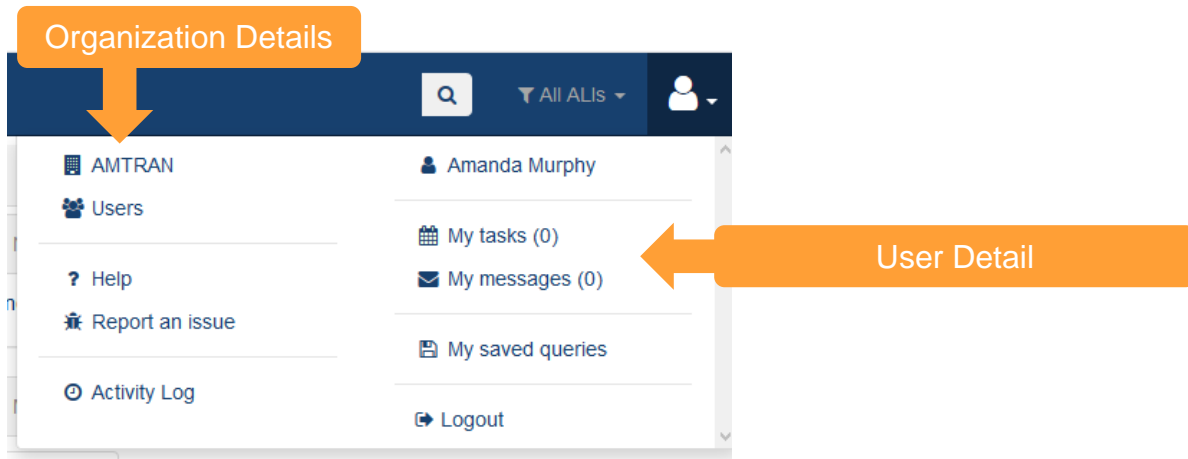 Organization Details
All ALIs
AMTRAN
Users
? Help
Report an issue
Activity Log
Amanda Murphy
My tasks (0)
My messages (0)
My saved queries
Logout
User Detail